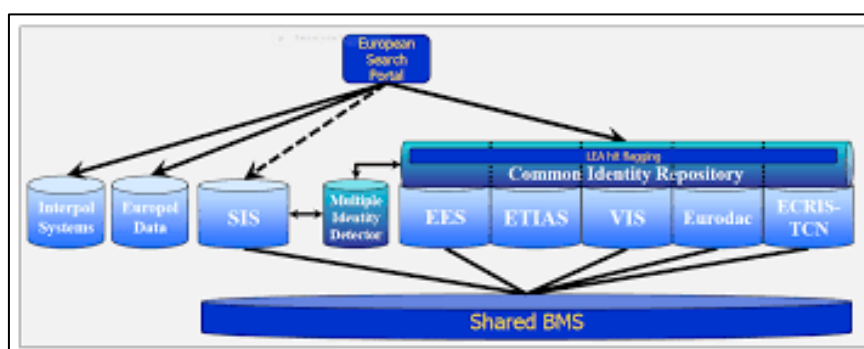 European
Search
Portal
LEA hit flagging
Common Identity Repository
Interpol
Systems
Europol
Data
SIS
Multiple
Identity
Detector
EES
ETIAS
VIS
Eurodac
ECRIS-
TCN
Shared BMS